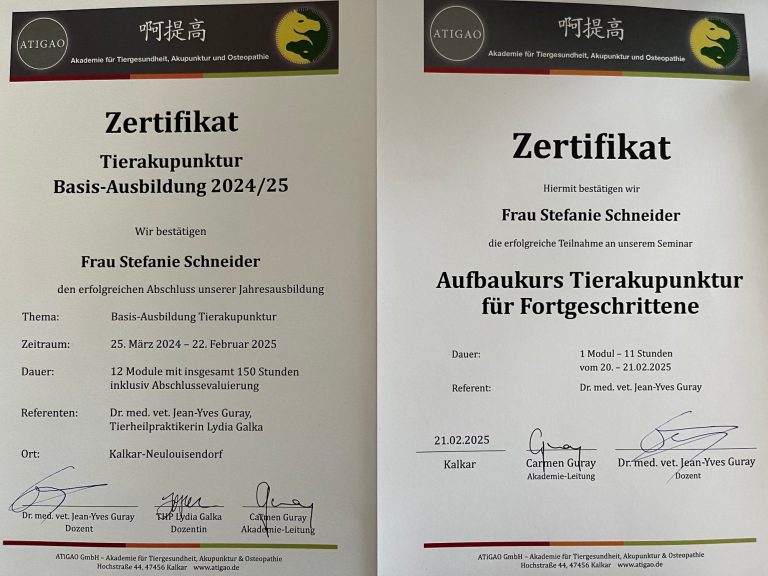 ATIGAO
啊提高
Akademie für Tiergesundheit, Akupunktur und Osteopathie
Zertifikat
Tierakupunktur
Basis-Ausbildung 2024/25
Wir bestätigen
Frau Stefanie Schneider
den erfolgreichen Abschluss unserer Jahresausbildung
Thema: Basis-Ausbildung Tierakupunktur
Zeitraum: 25. März 2024 – 22. Februar 2025
Dauer: 12 Module mit insgesamt 150 Stunden
inklusiv Abschlussevaluierung
Referenten: Dr. med. vet. Jean-Yves Guray,
Tierheilpraktikerin Lydia Galka
Ort: Kalkar-Neulouisendorf
Dr. med. vet. Jean-Yves Guray THP Lydia Galka Carmen Guray
Dozent Dozentin Akademie-Leitung
ATiGAO GmbH – Akademie für Tiergesundheit, Akupunktur & Osteopathie
Hochstraße 44, 47456 Kalkar www.atigao.de
ATIGAO
啊提高
Akademie für Tiergesundheit, Akupunktur und Osteopathie
Zertifikat
Hiermit bestätigen wir
Frau Stefanie Schneider
die erfolgreiche Teilnahme an unserem Seminar
Aufbaukurs Tierakupunktur
für Fortgeschrittene
Dauer: 1 Modul – 11 Stunden
vom 20. – 21.02.2025
Referent: Dr. med. vet. Jean-Yves Guray
21.02.2025
Kalkar Carmen Guray Dr. med. vet. Jean-Yves Guray
Akademie-Leitung Dozent
ATiGAO GmbH – Akademie für Tiergesundheit, Akupunktur & Osteopathie
Hochstraße 44, 47456 Kalkar www.atigao.de